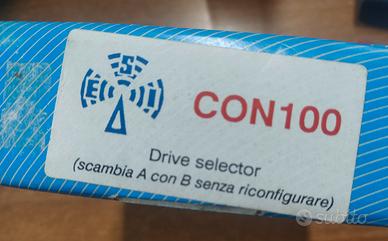 S
E I
CON100
Drive selector
(scambia A con B senza riconfigurare)
subito